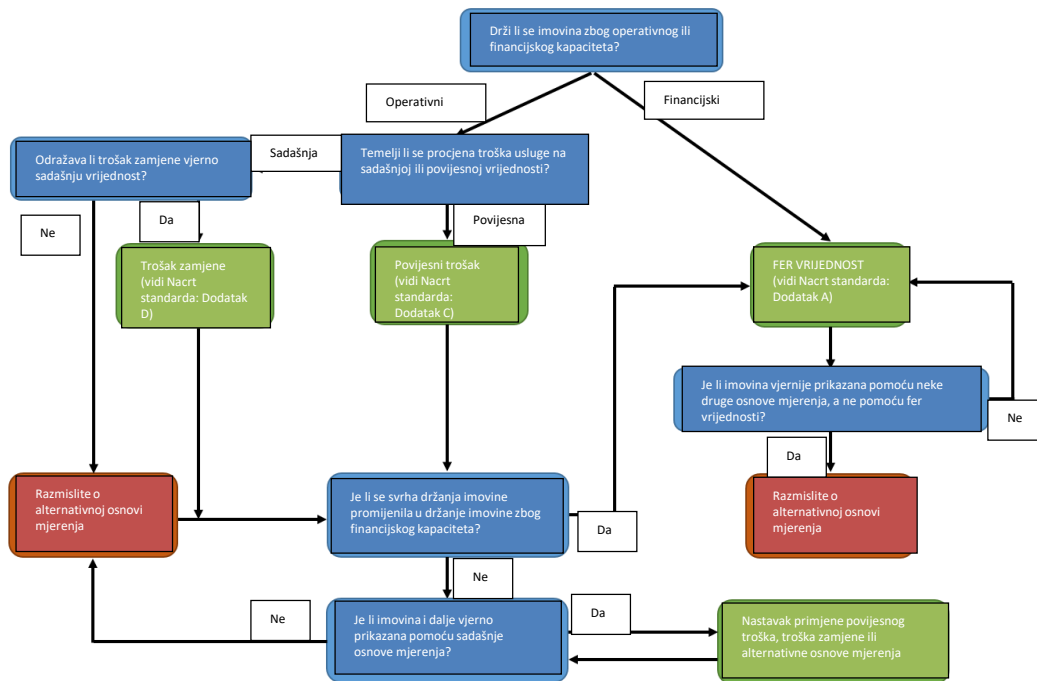 Drži li se imovina zbog operativnog ili
financijskog kapaciteta?
Operativni
Financijski
Odražava li trošak zamjene vjerno
sadašnju vrijednost?
Sadašnja
Temelji li se procjena troška usluge na
sadašnjoj ili povijesnoj vrijednosti?
Ne
Da
Povijesna
Trošak zamjene
(vidi Nacrt
standarda: Dodatak
D)
Povijesni trošak
(vidi Nacrt
standarda:
Dodatak C)
FER VRIJEDNOST
(vidi Nacrt standarda:
Dodatak A)
Je li imovina vjernije prikazana pomoću neke
druge osnove mjerenja, a ne pomoću fer
vrijednosti?
Ne
Da
Razmislite o
alternativnoj osnovi
mjerenja
Je li se svrha držanja imovine
promijenila u držanje imovine zbog
financijskog kapaciteta?
Da
Razmislite o
alternativnoj osnovi
mjerenja
Ne
Ne
Je li imovina i dalje vjerno
prikazana pomoću sadašnje
osnove mjerenja?
Da
Nastavak primjene povijesnog
troška, troška zamjene ili
alternativne osnove mjerenja